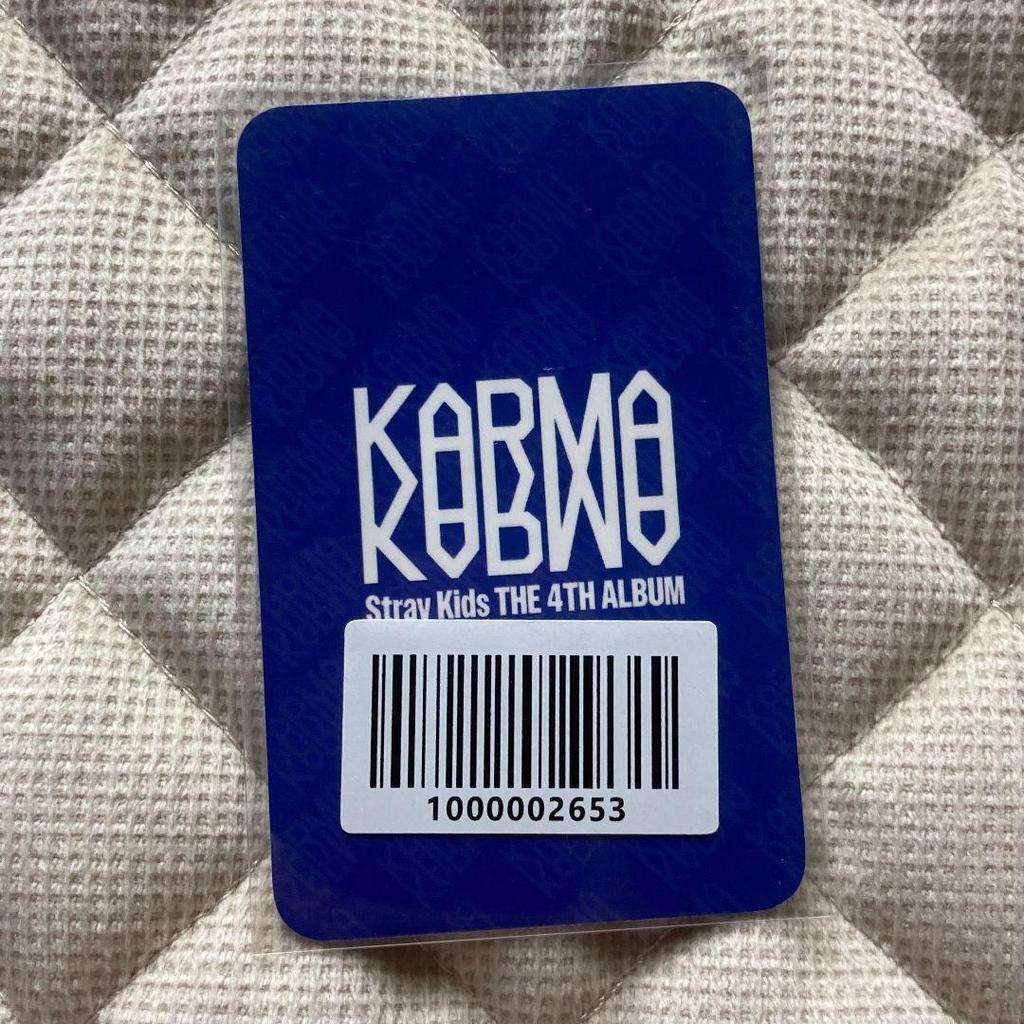 KARMA
Stray Kids THE 4TH ALBUM
1000002653